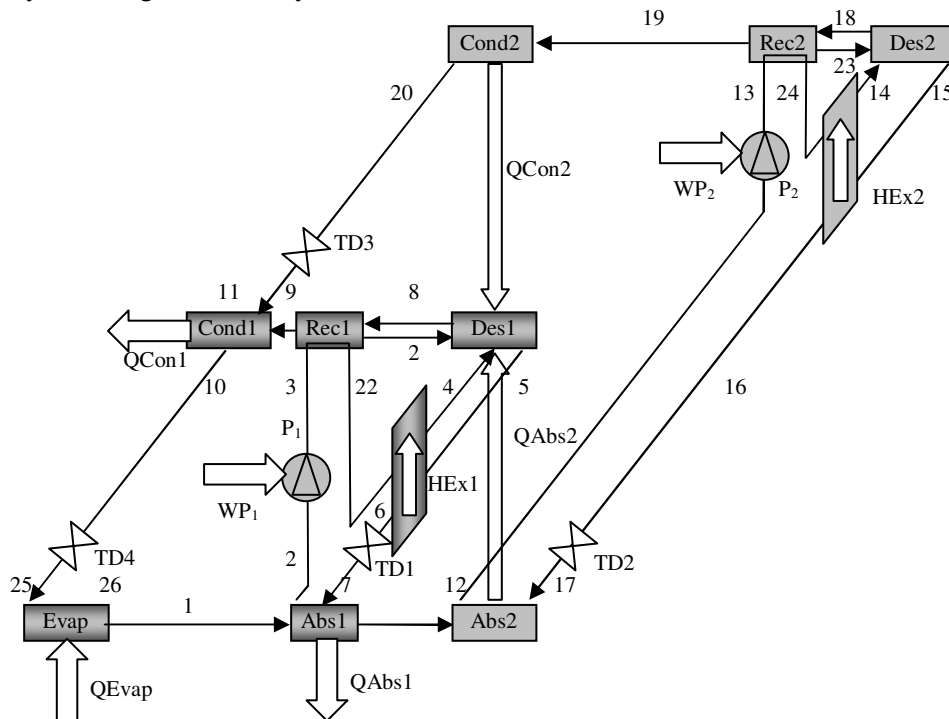 19
18
Cond2
Rec2
Des2
23
20
13
24
14
15
QCon2
WP2
P2
HEx2
TD3
11
9
8
Cond1
Rec1
Des1
2
QCon1
10
3
22
4
5
16
P1
QAbs2
HEx1
WP1
6
TD4
2
TD1
TD2
25
26
1
7
12
17
Evap
Abs1
Abs2
QEvap
QAbs1